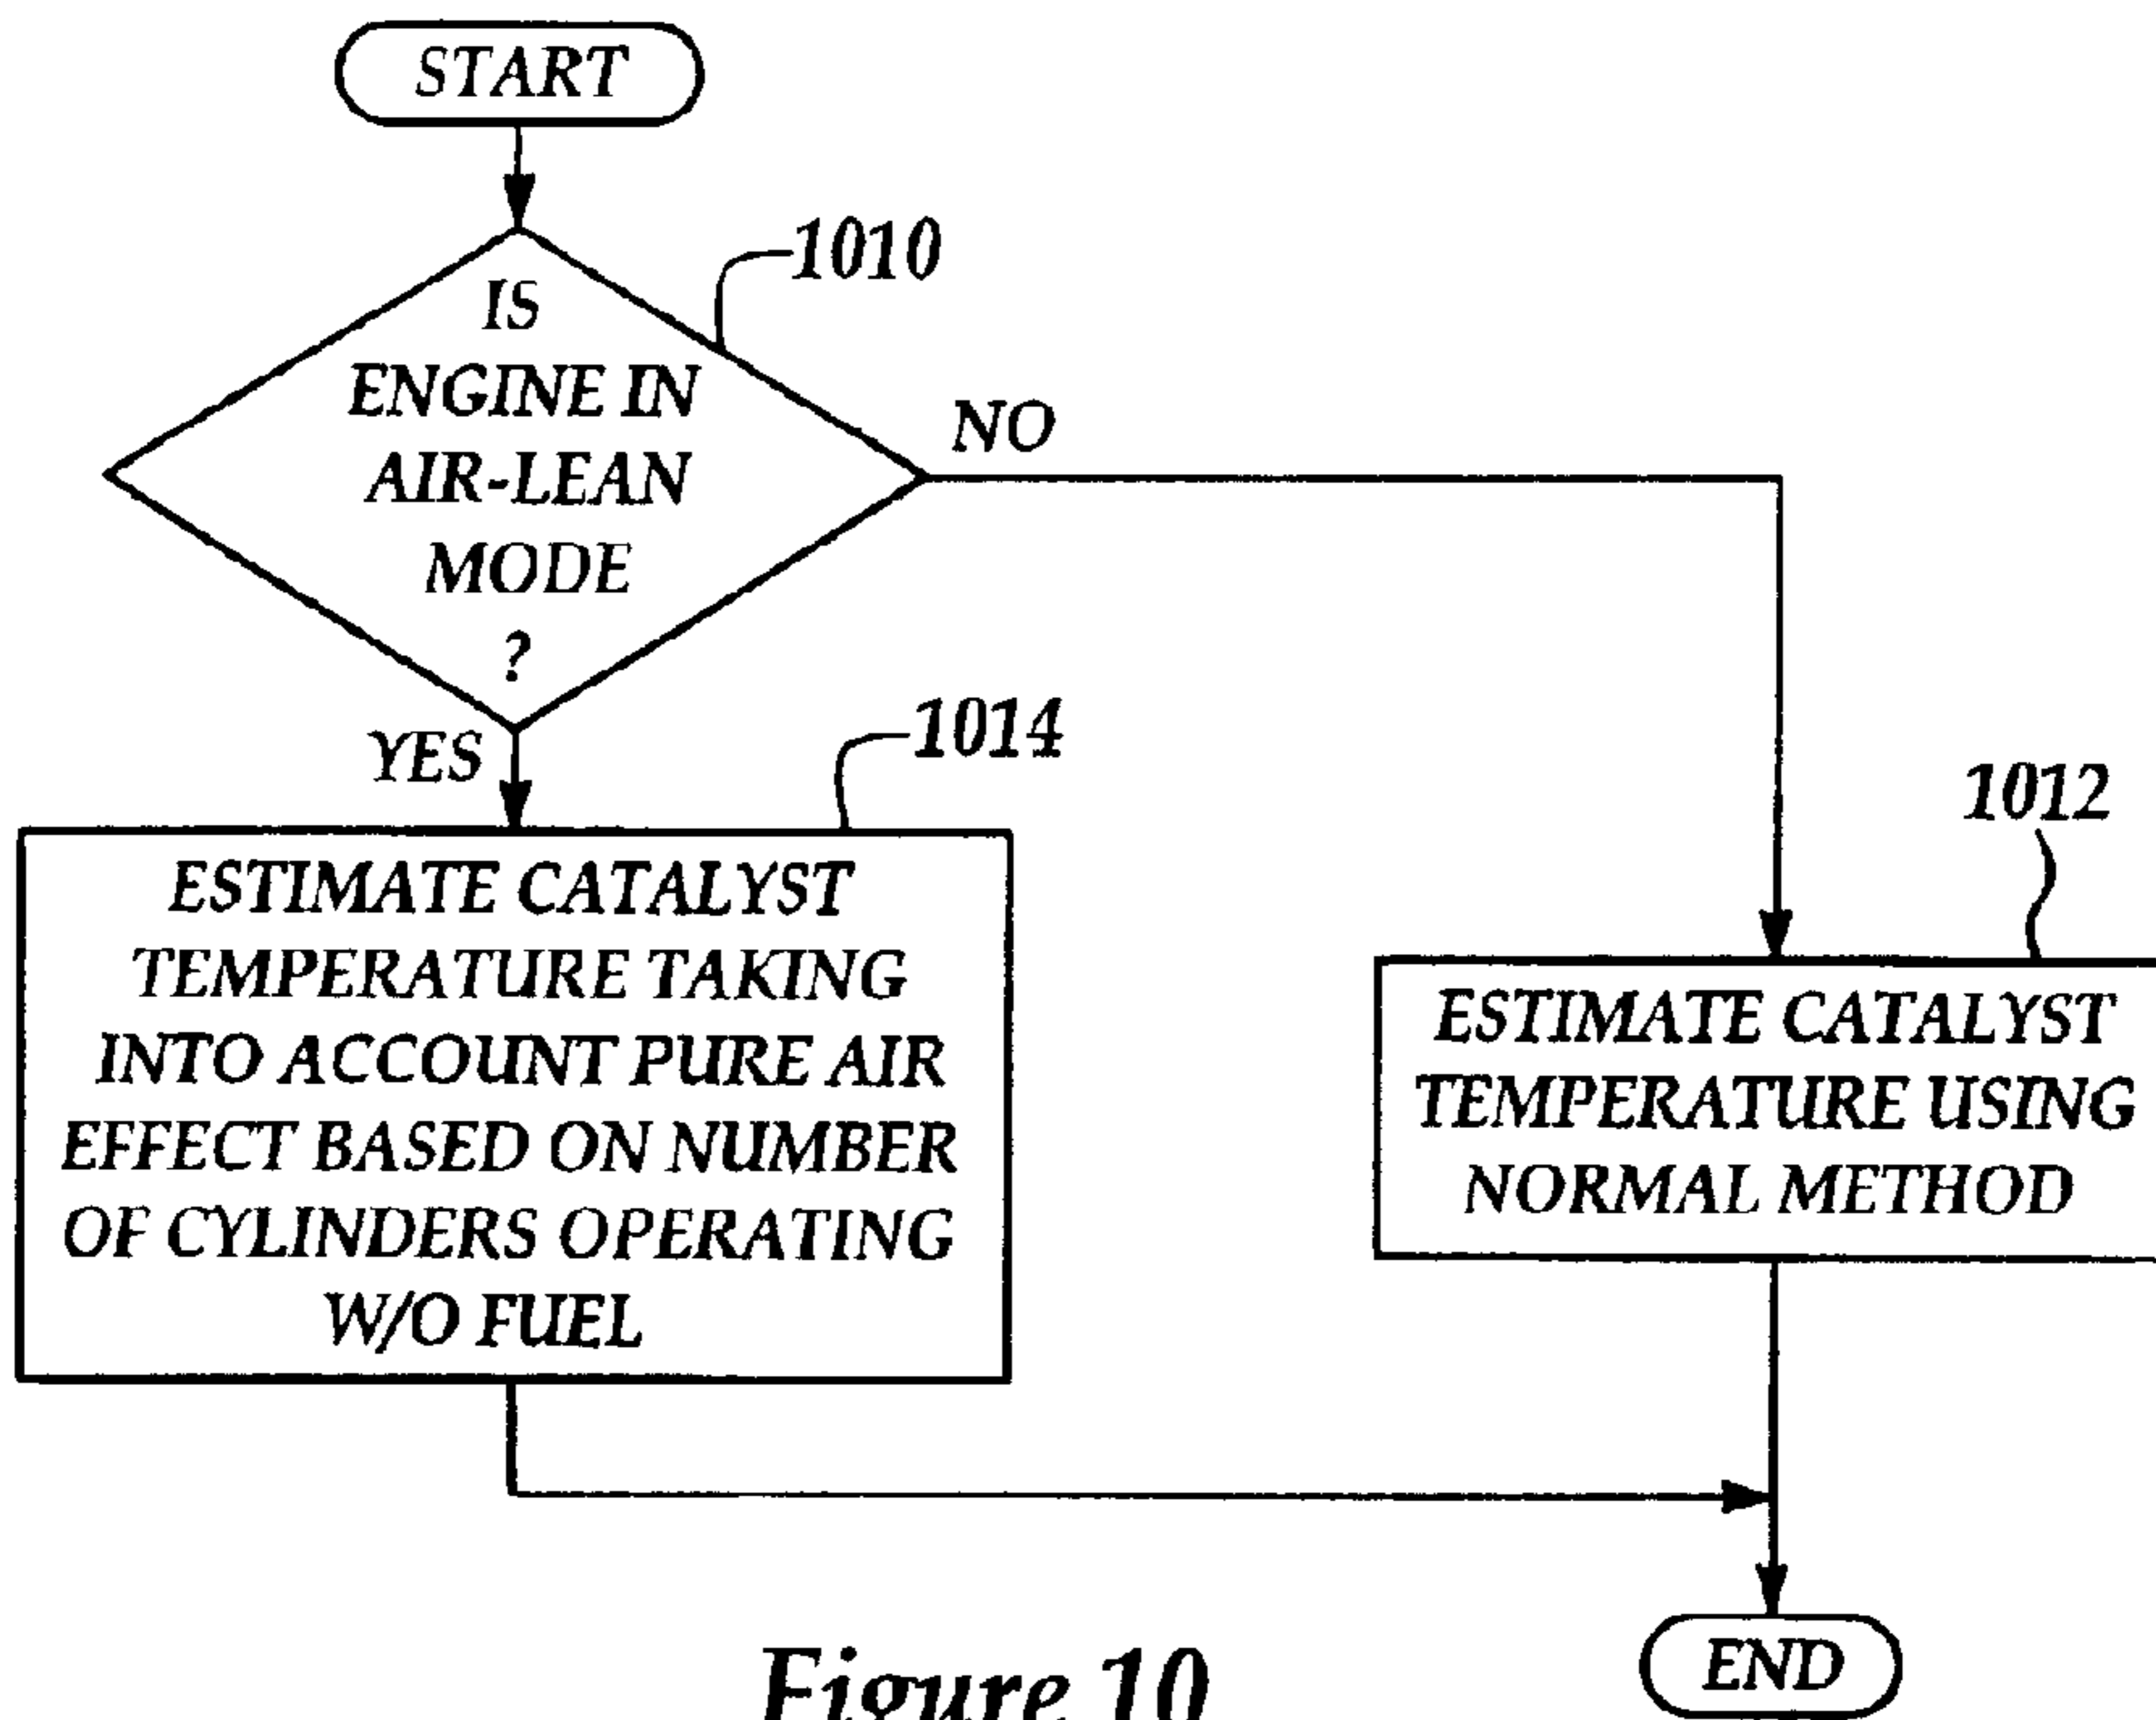 START
1010
IS
ENGINE IN
AIR-LEAN
MODE
?
NO
YES
1014
ESTIMATE CATALYST
TEMPERATURE TAKING
INTO ACCOUNT PURE AIR
EFFECT BASED ON NUMBER
OF CYLINDERS OPERATING
W/O FUEL
1012
ESTIMATE CATALYST
TEMPERATURE USING
NORMAL METHOD
END
Figure 10